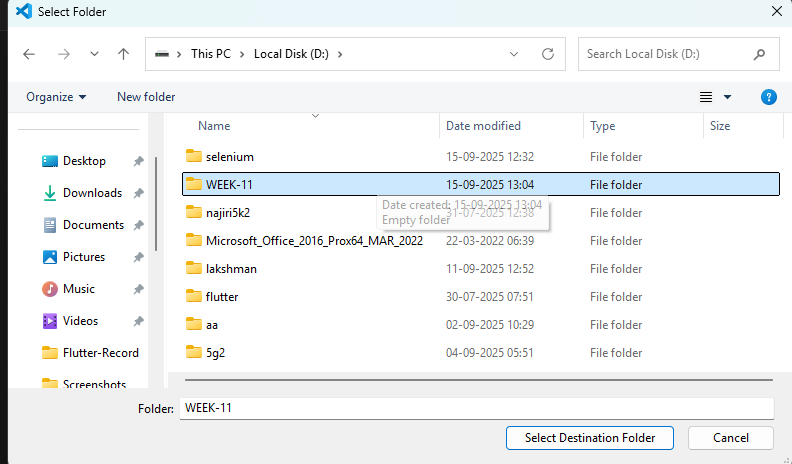 Select Folder
This PC > Local Disk (D:) >
Search Local Disk (D:)
Organize
New folder
?
Name
Date modified
Type
Size
Desktop
Downloads
Documents
Pictures
Music
Videos
Flutter-Record
Screenshots
selenium 15-09-2025 12:32 File folder
WEEK-11 15-09-2025 13:04 File folder
najiri5k2 31-07-2025 12:38 File folder
Microsoft_Office_2016_Prox64_MAR_2022 22-03-2022 06:39 File folder
lakshman 11-09-2025 12:52 File folder
flutter 30-07-2025 07:51 File folder
aa 02-09-2025 10:29 File folder
5g2 04-09-2025 05:51 File folder
Date created: 15-09-2025 13:04
Empty folder
Folder: WEEK-11
Select Destination Folder
Cancel